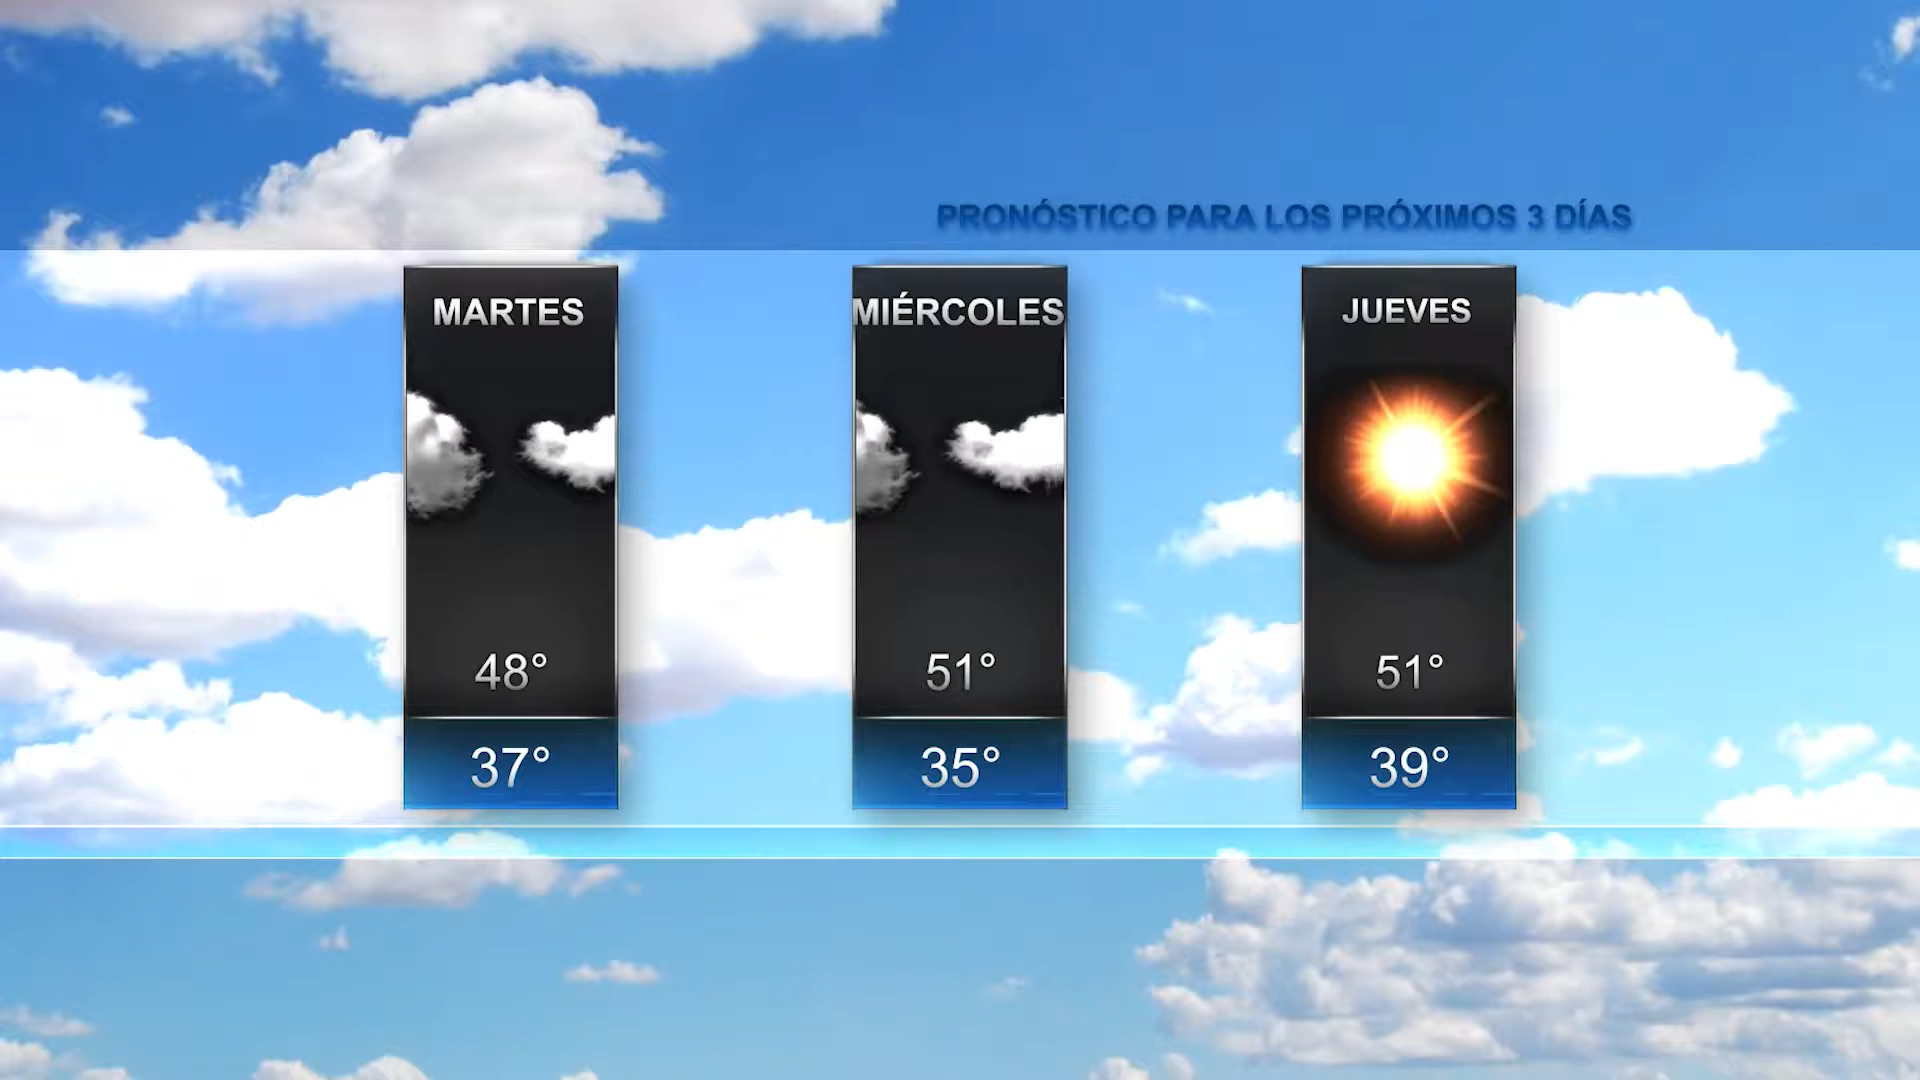 PRONÓSTICO PARA LOS PRÓXIMOS 3 DÍAS
MARTES
48°
37°
MIÉRCOLES
51°
35°
JUEVES
51°
39°